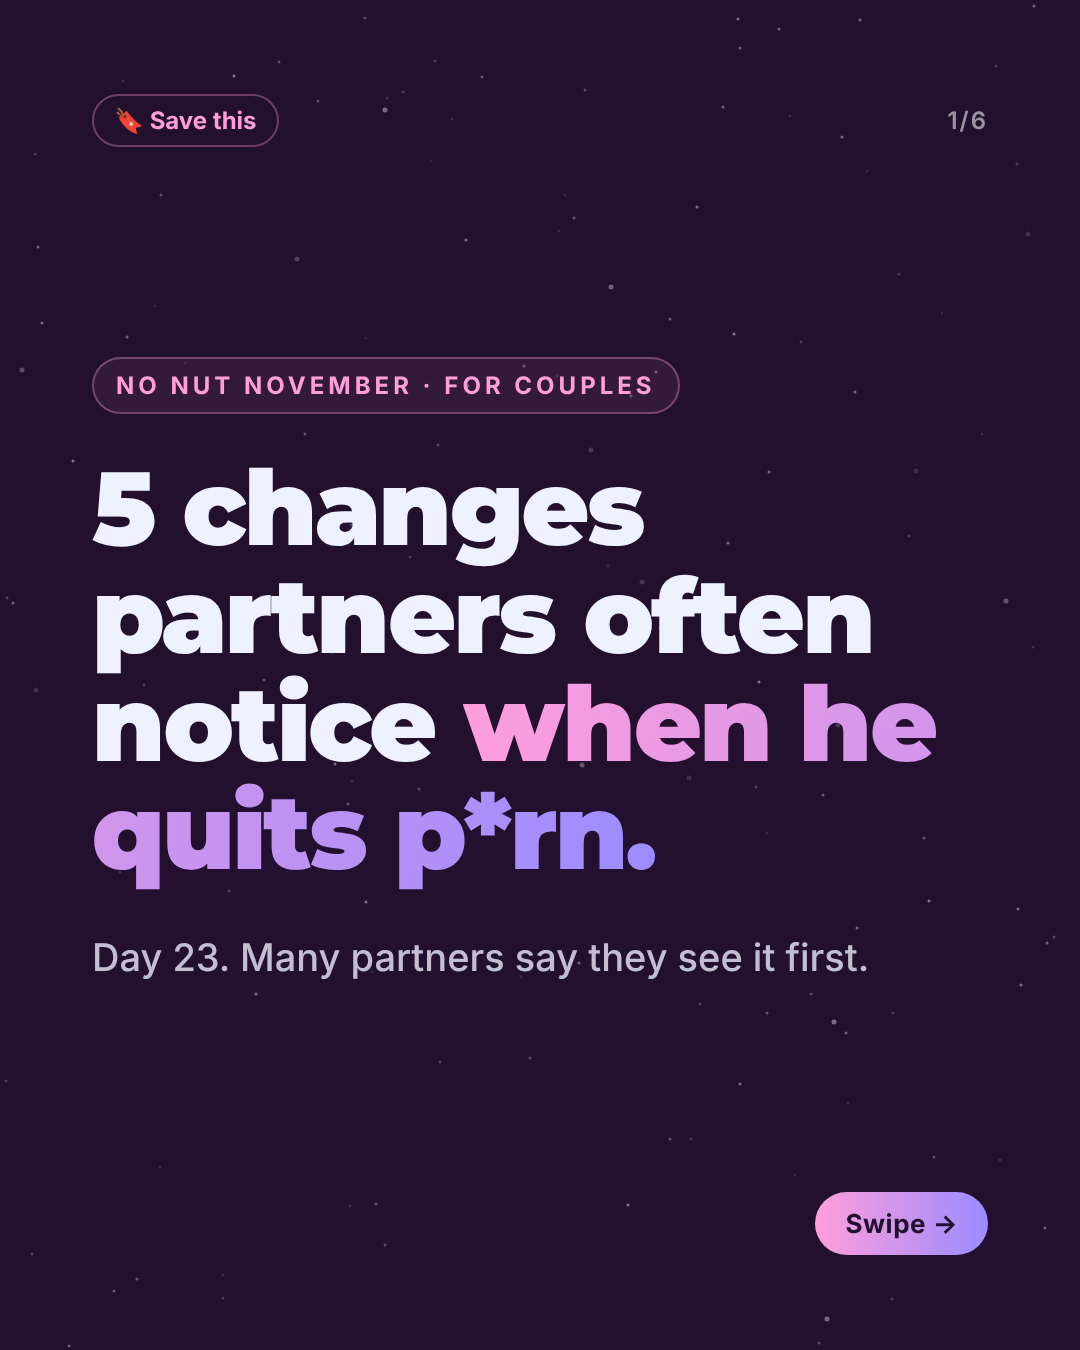 🔖 Save this
1/6
NO NUT NOVEMBER · FOR COUPLES
5 changes
partners often
notice when he
quits p*rn.
Day 23. Many partners say they see it first.
Swipe →